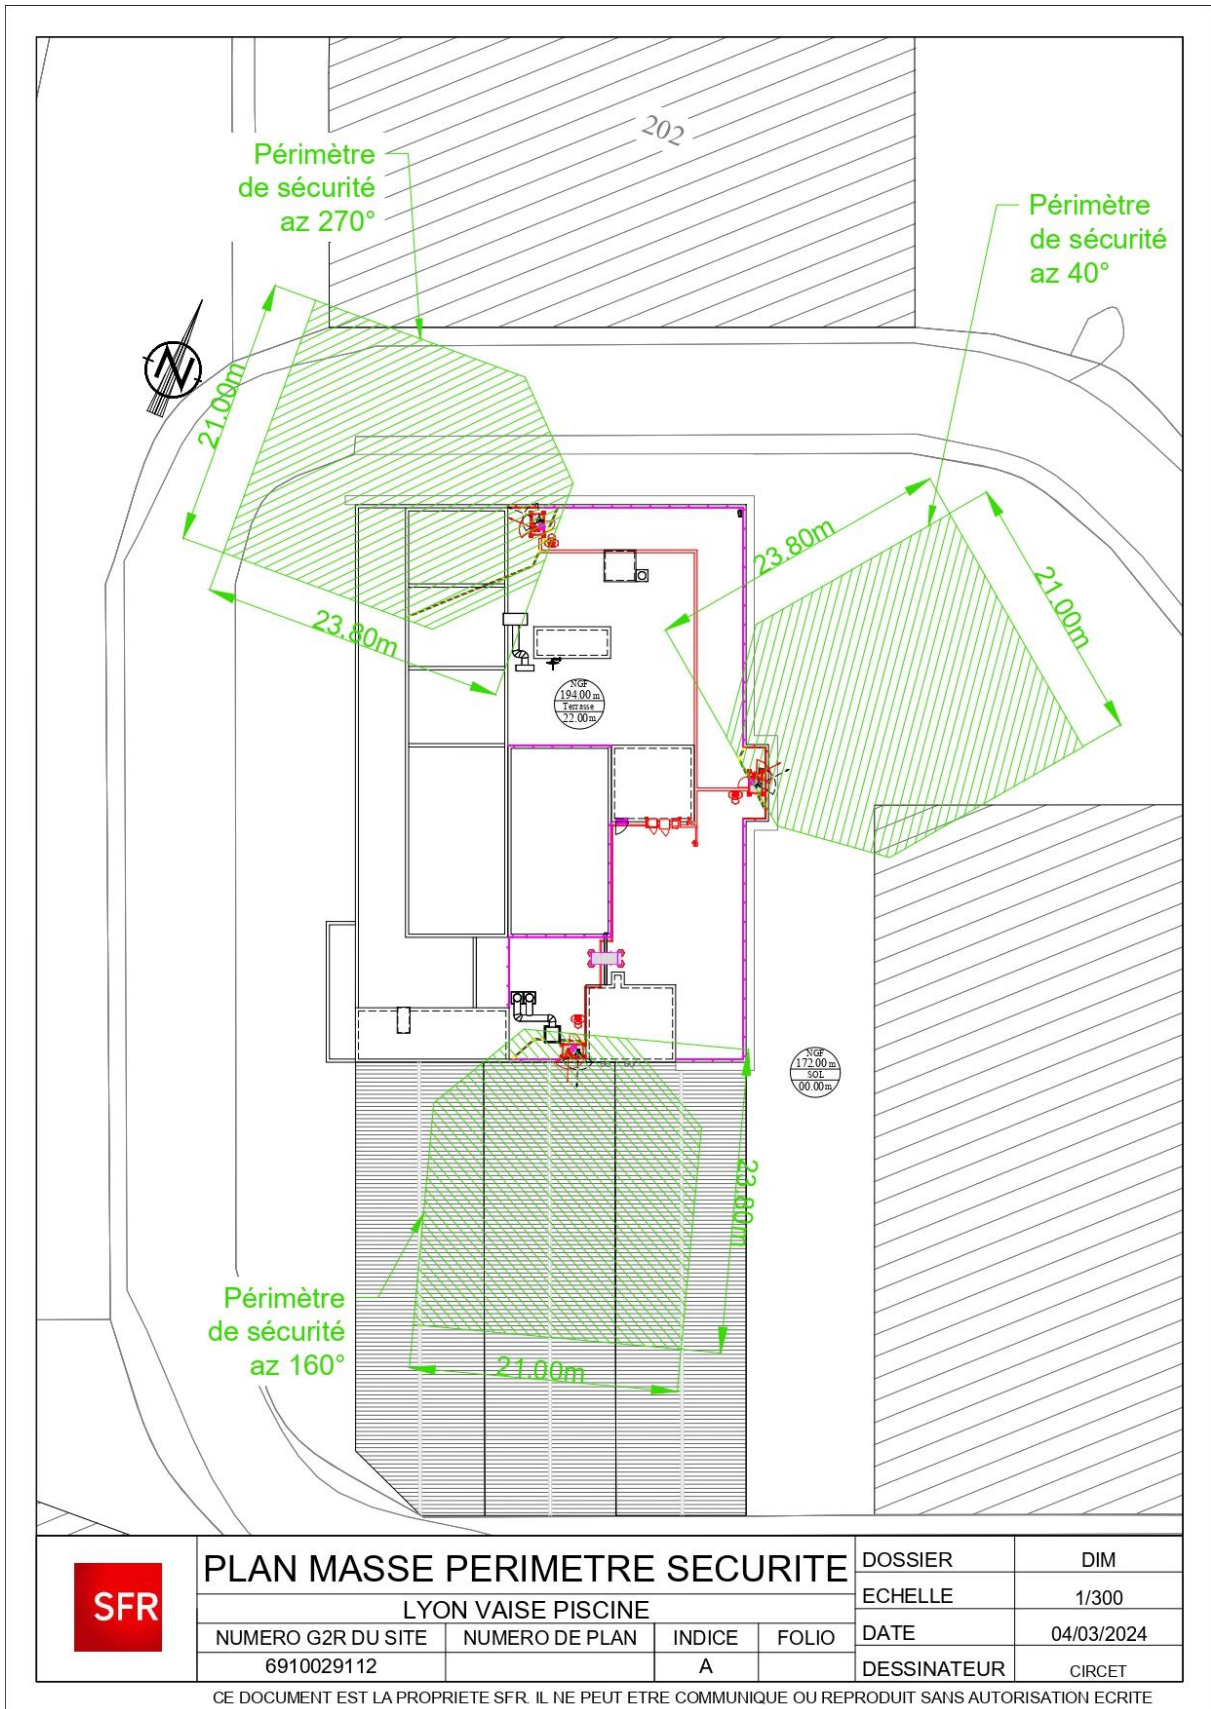 202
Périmètre
de sécurité
az 270°
Périmètre
de sécurité
az 40°
N
21.00m
23.80m
23.80m
21.00m
NGF
194.00 m
Terrasse
22.00m
NGF
172.00 m
SOL
00.00m
23.80m
Périmètre
de sécurité
az 160°
21.00m
SFR
PLAN MASSE PERIMETRE SECURITE
LYON VAISE PISCINE
NUMERO G2R DU SITE NUMERO DE PLAN INDICE FOLIO
6910029112 A
DOSSIER DIM
ECHELLE 1/300
DATE 04/03/2024
DESSINATEUR CIRCET
CE DOCUMENT EST LA PROPRIETE SFR. IL NE PEUT ETRE COMMUNIQUE OU REPRODUIT SANS AUTORISATION ECRITE